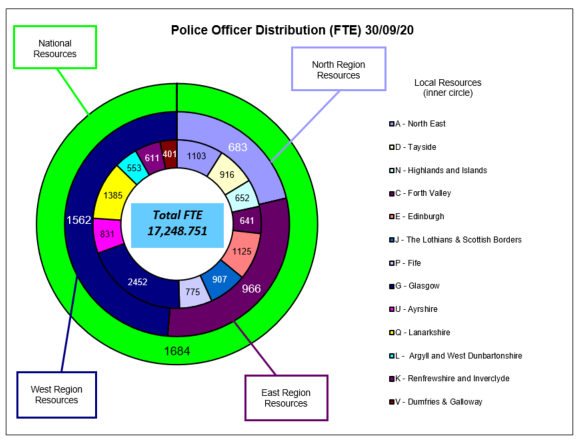 Police Officer Distribution (FTE) 30/09/20
National
Resources
North Region
Resources
Local Resources
(inner circle)
A - North East
D - Tayside
N - Highlands and Islands
C - Forth Valley
E - Edinburgh
J - The Lothians & Scottish Borders
P - Fife
G - Glasgow
U - Ayrshire
Q - Lanarkshire
L - Argyll and West Dunbartonshire
K - Renfrewshire and Inverclyde
V - Dumfries & Galloway
683
1103
916
652
641
1125
966
907
775
2452
831
1385
553
611
401
1562
1684
Total FTE
17,248.751
West Region
Resources
East Region
Resources